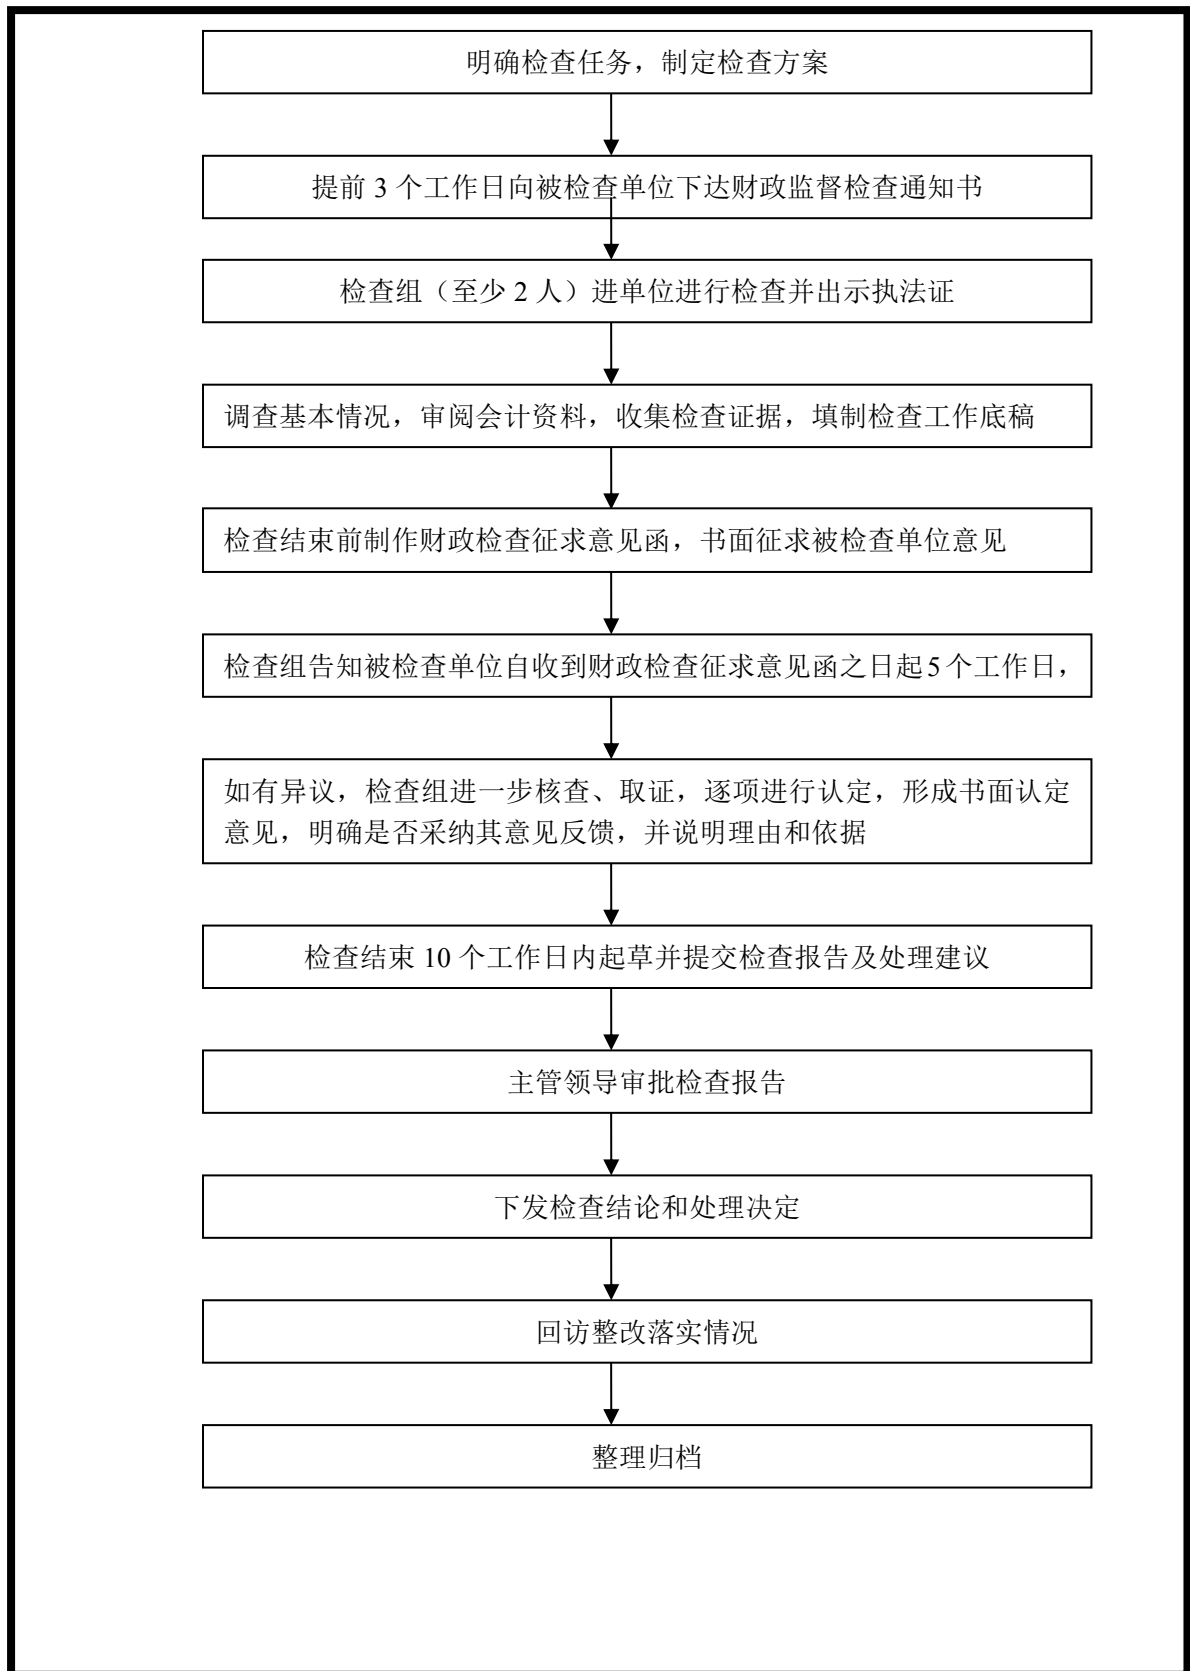 明确检查任务，制定检查方案
提前 3 个工作日向被检查单位下达财政监督检查通知书
检查组（至少 2 人）进单位进行检查并出示执法证
调查基本情况，审阅会计资料，收集检查证据，填制检查工作底稿
检查结束前制作财政检查征求意见函，书面征求被检查单位意见
检查组告知被检查单位自收到财政检查征求意见函之日起 5 个工作日，
如有异议，检查组进一步核查、取证，逐项进行认定，形成书面认定
意见，明确是否采纳其意见反馈，并说明理由和依据
检查结束 10 个工作日内起草并提交检查报告及处理建议
主管领导审批检查报告
下发检查结论和处理决定
回访整改落实情况
整理归档